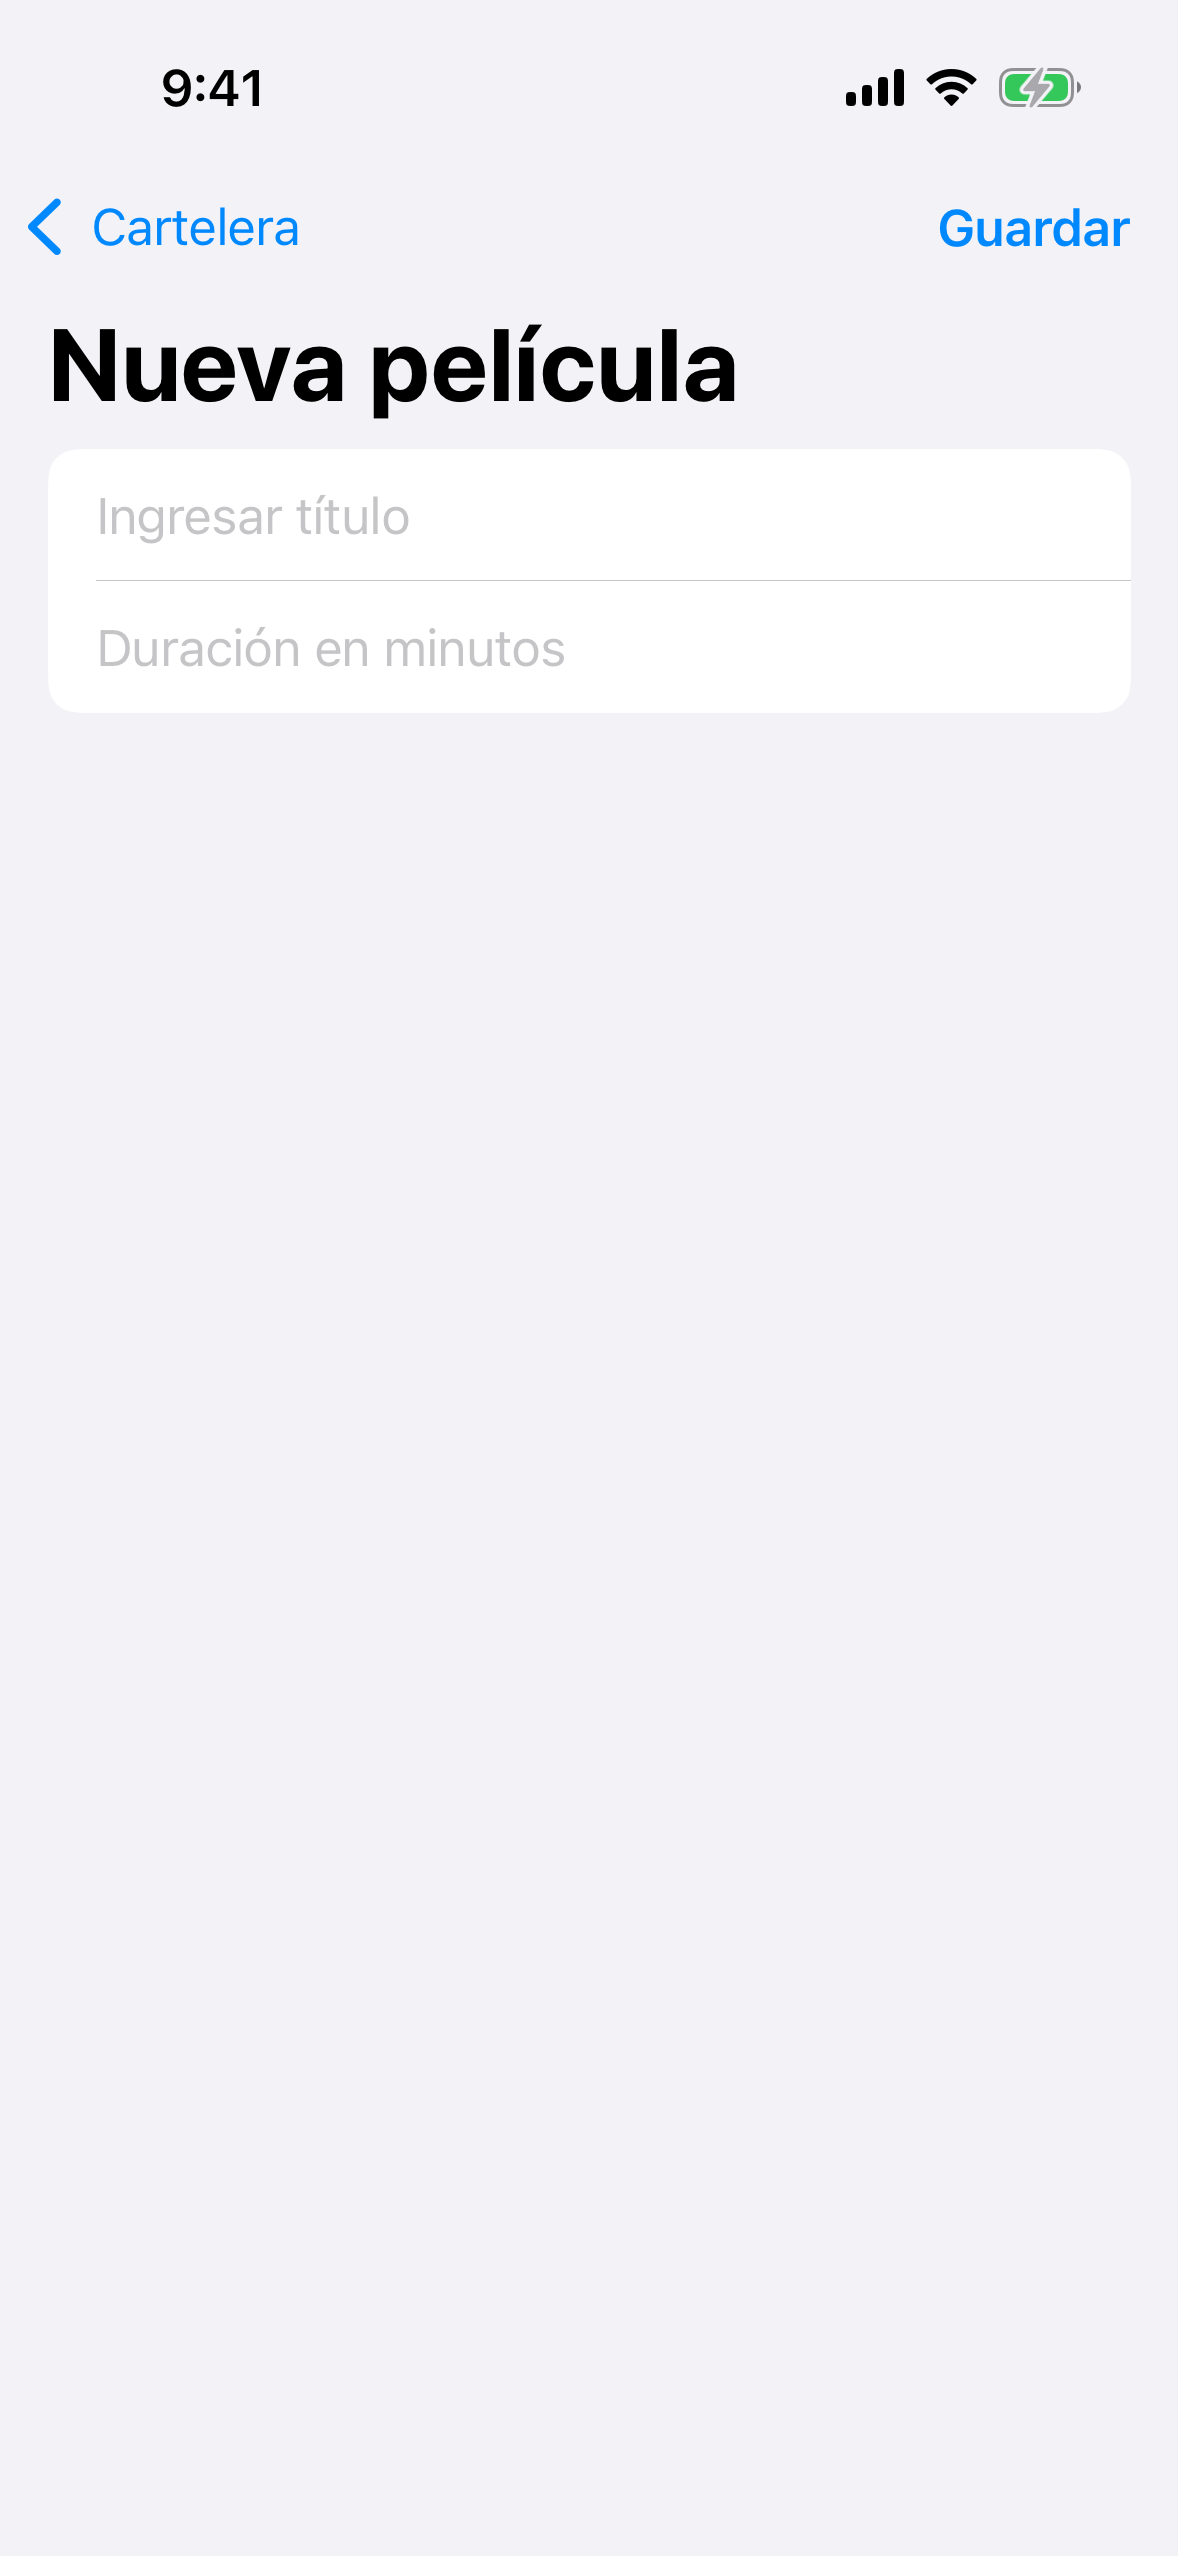 9:41
Cartelera
Guardar
Nueva película
Ingresar título
Duración en minutos